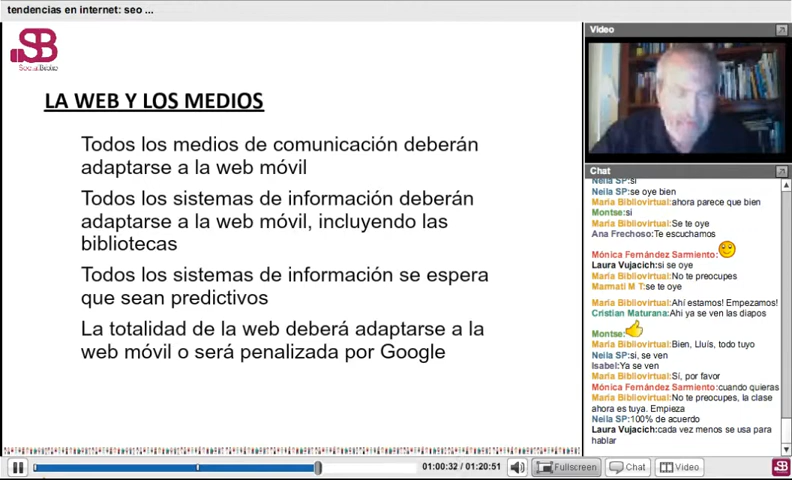 tendencias en internet: seo ...
SB
Social Biblio
LA WEB Y LOS MEDIOS
Todos los medios de comunicación deberán
adaptarse a la web móvil
Todos los sistemas de información deberán
adaptarse a la web móvil, incluyendo las
bibliotecas
Todos los sistemas de información se espera
que sean predictivos
La totalidad de la web deberá adaptarse a la
web móvil o será penalizada por Google
Video
Chat
Neila SP:si
Neila SP:se oye bien
María Bibliovirtual:ahora parece que bien
Montse:si
María Bibliovirtual:Se te oye
Ana Frechoso:Te escuchamos
Mónica Fernández Sarmiento:
Laura Vujacich:si se oye
María Bibliovirtual:No te preocupes
Marmati M T:se te oye
María Bibliovirtual:Ahí estamos! Empezamos!
Cristian Maturana:Ahi ya se ven las diapos
Montse:
María Bibliovirtual:Bien, Lluís, todo tuyo
Neila SP:si, se ven
Isabel:Ya se ven
María Bibliovirtual:Sí, por favor
Mónica Fernández Sarmiento:cuando quieras
María Bibliovirtual:No te preocupes, la clase
ahora es tuya. Empieza
Neila SP:100% de acuerdo
Laura Vujacich:cada vez menos se usa para
hablar
01:00:32 / 01:20:51
Fullscreen
Chat
Video
SB